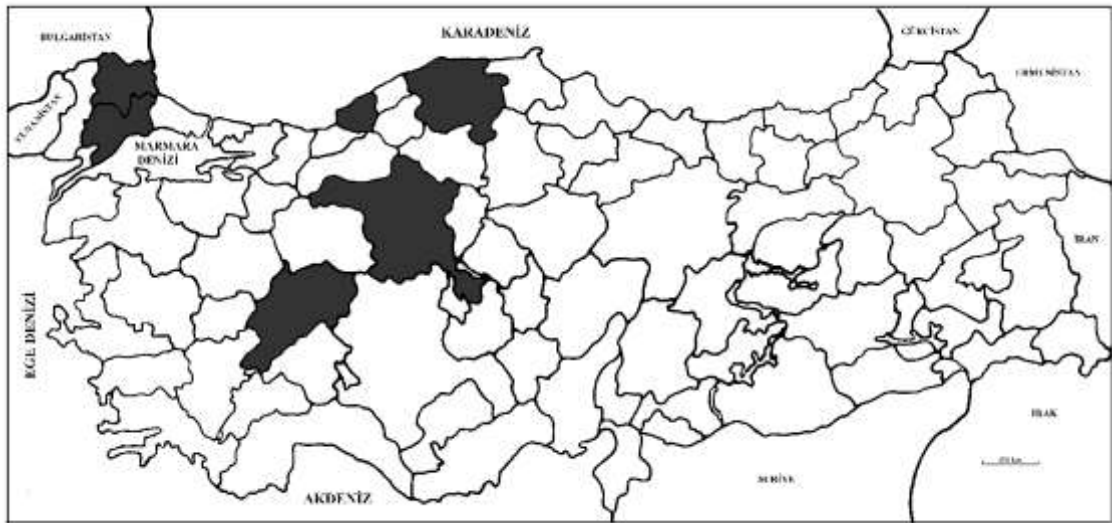 BULGARİSTAN
KARADENİZ
GÜRCİSTAN
ERMENİSTAN
YUNANİSTAN
MARMARA
DENİZİ
İRAN
EGE DENİZİ
IRAK
SURİYE
AKDENİZ